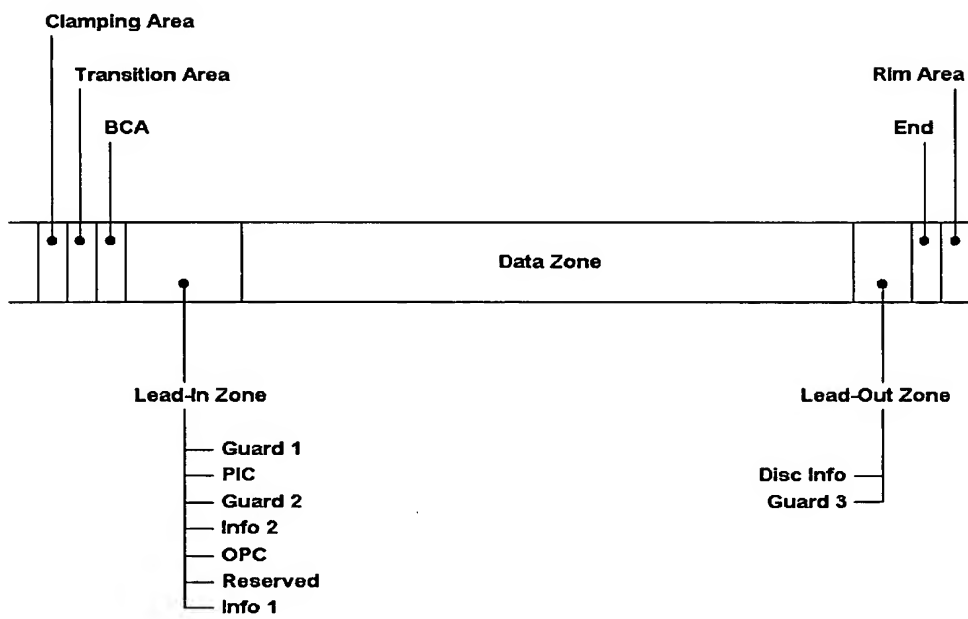 Clamping Area
Transition Area
Rim Area
BCA
End
Data Zone
Lead-In Zone
Lead-Out Zone
Guard 1
PIC
Disc Info
Guard 2
Guard 3
Info 2
OPC
Reserved
Info 1